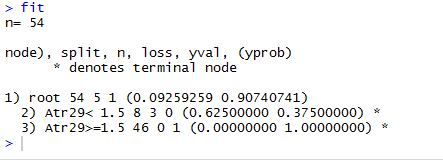 > fit
n= 54
node), split, n, loss, yval, (yprob)
* denotes terminal node
1) root 54 5 1 (0.09259259 0.90740741)
2) Atr29< 1.5 8 3 0 (0.62500000 0.37500000) *
3) Atr29>=1.5 46 0 1 (0.00000000 1.00000000) *
>